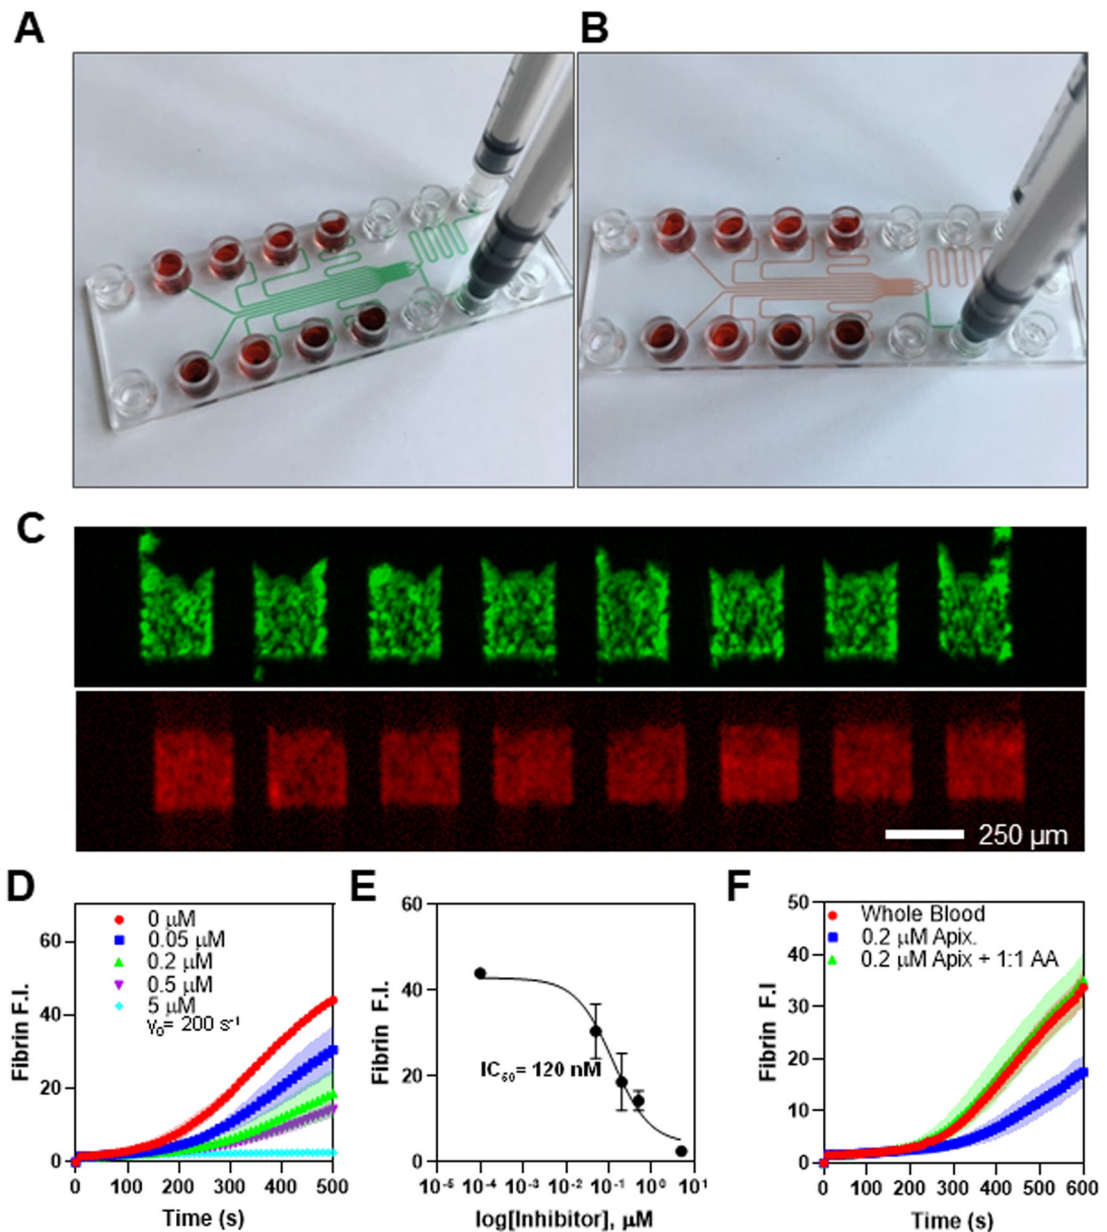 A
B
C
250 μm
D
Fibrin F.I.
60
40
20
0
0 μM
0.05 μM
0.2 μM
0.5 μM
5 μM
γ₀= 200 s⁻¹
0 100 200 300 400 500
Time (s)
E
Fibrin F.I.
60
40
20
0
IC₅₀= 120 nM
10⁻⁵ 10⁻⁴ 10⁻³ 10⁻² 10⁻¹ 10⁰ 10¹
log[Inhibitor], μM
F
Fibrin F.I
50
40
30
20
10
0
Whole Blood
0.2 μM Apix.
0.2 μM Apix + 1:1 AA
0 100 200 300 400 500 600
Time (s)